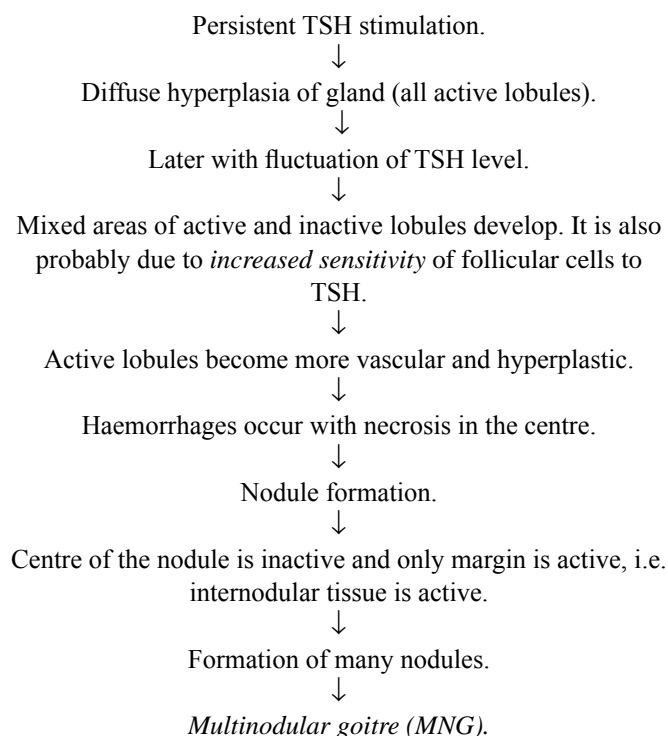 Persistent TSH stimulation.
↓
Diffuse hyperplasia of gland (all active lobules).
↓
Later with fluctuation of TSH level.
↓
Mixed areas of active and inactive lobules develop. It is also
probably due to increased sensitivity of follicular cells to
TSH.
↓
Active lobules become more vascular and hyperplastic.
↓
Haemorrhages occur with necrosis in the centre.
↓
Nodule formation.
↓
Centre of the nodule is inactive and only margin is active, i.e.
internodular tissue is active.
↓
Formation of many nodules.
↓
Multinodular goitre (MNG).